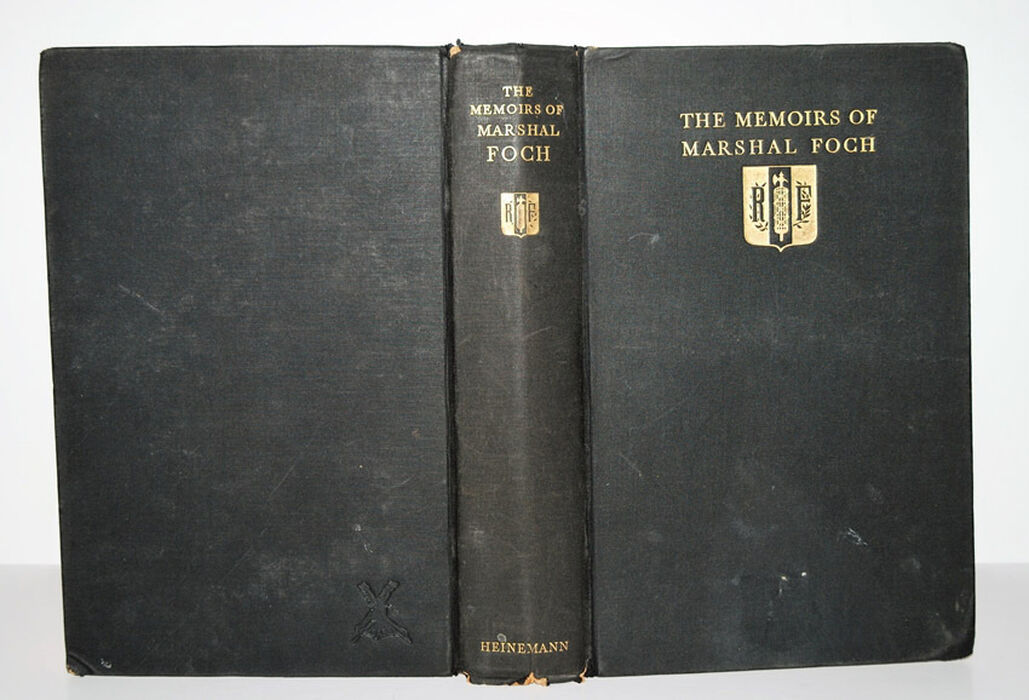 THE
MEMOIRS OF
MARSHAL
FOCH
R F
HEINEMANN
THE MEMOIRS OF
MARSHAL FOCH
R F